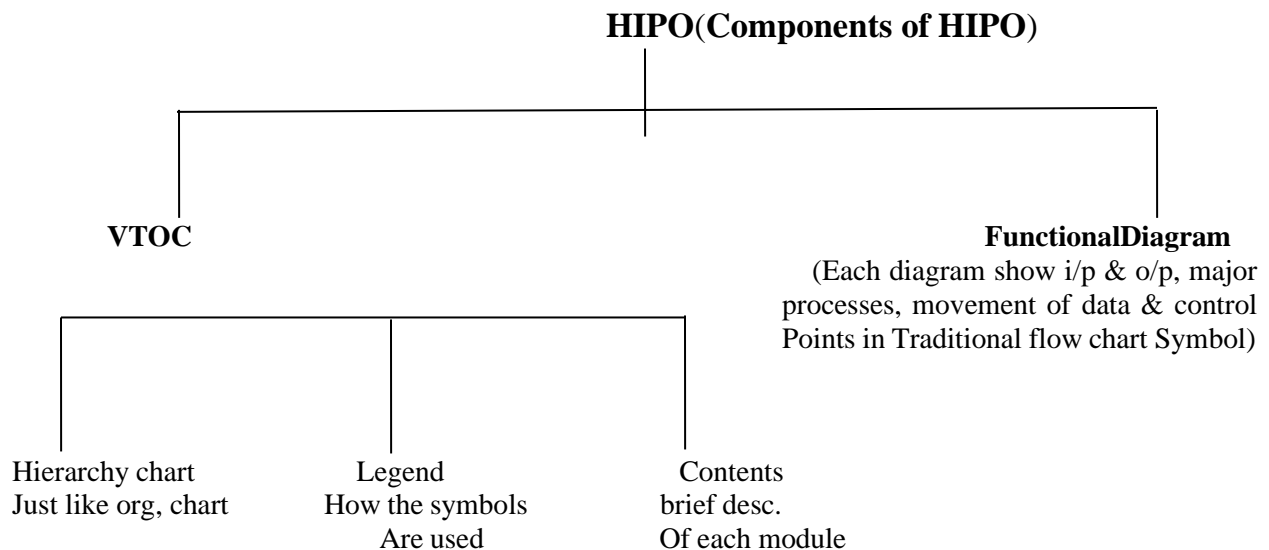 HIPO(Components of HIPO)
VTOC
FunctionalDiagram
(Each diagram show i/p & o/p, major
processes, movement of data & control
Points in Traditional flow chart Symbol)
Hierarchy chart
Just like org, chart
Legend
How the symbols
Are used
Contents
brief desc.
Of each module